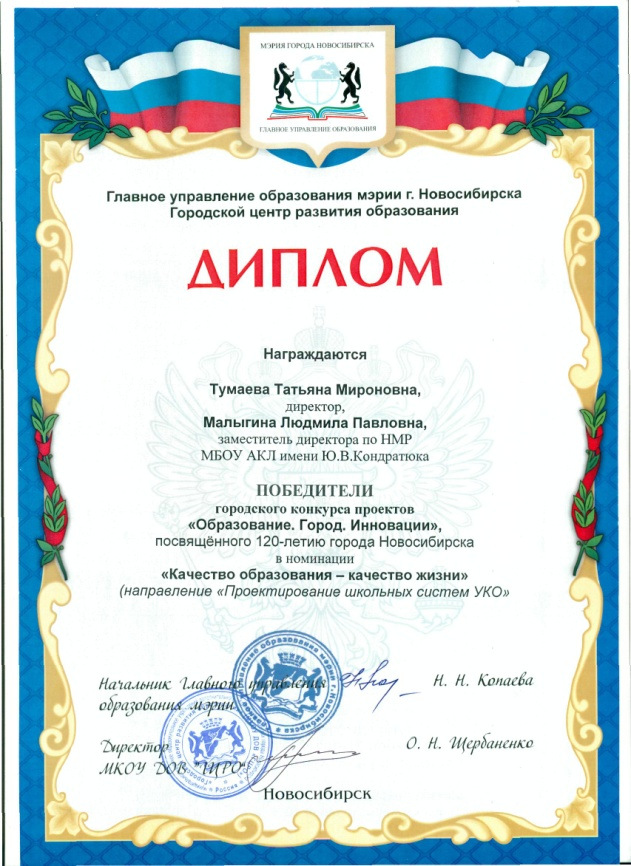 МЭРИЯ ГОРОДА НОВОСИБИРСКА
ГЛАВНОЕ УПРАВЛЕНИЕ ОБРАЗОВАНИЯ
Главное управление образования мэрии г. Новосибирска
Городской центр развития образования
ДИПЛОМ
Награждаются
Тумаева Татьяна Мироновна,
директор,
Малыгина Людмила Павловна,
заместитель директора по НМР
МБОУ АКЛ имени Ю.В.Кондратюка
ПОБЕДИТЕЛИ
городского конкурса проектов
«Образование. Город. Инновации»,
посвящённого 120-летию города Новосибирска
в номинации
«Качество образования – качество жизни»
(направление «Проектирование школьных систем УКО»
Начальник Главного управления Н. Н. Копаева
образования мэрии
Директор О. Н. Щербаненко
МКОУ ДОВ "ГЦРО"
Новосибирск